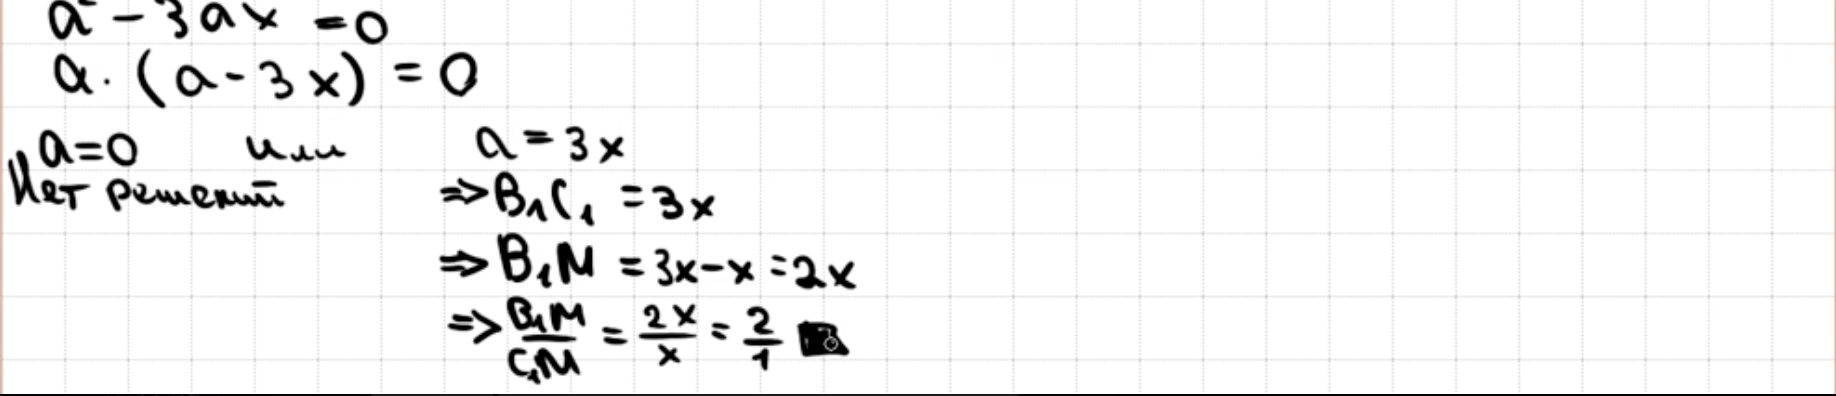 a² - 3ax = 0
a · (a - 3x) = 0
a = 0 или a = 3x
Нет решений ⇒ B₁C₁ = 3x
⇒ B₁M = 3x - x = 2x
⇒ B₁M/C₁M = 2x/x = 2/1